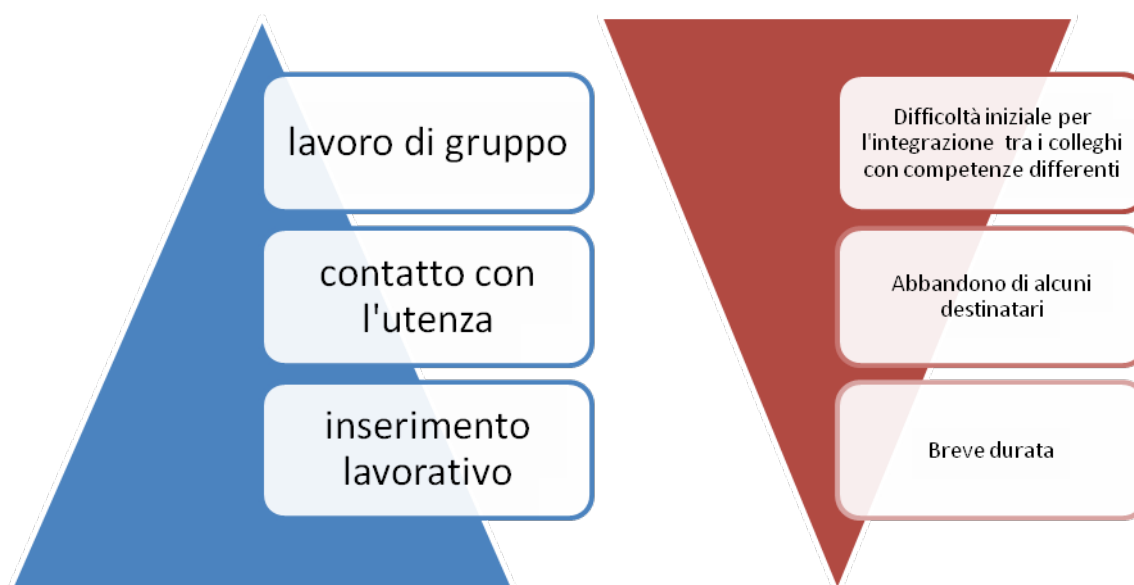 lavoro di gruppo
contatto con
l'utenza
inserimento
lavorativo
Difficoltà iniziale per
l'integrazione tra i colleghi
con competenze differenti
Abbandono di alcuni
destinatari
Breve durata